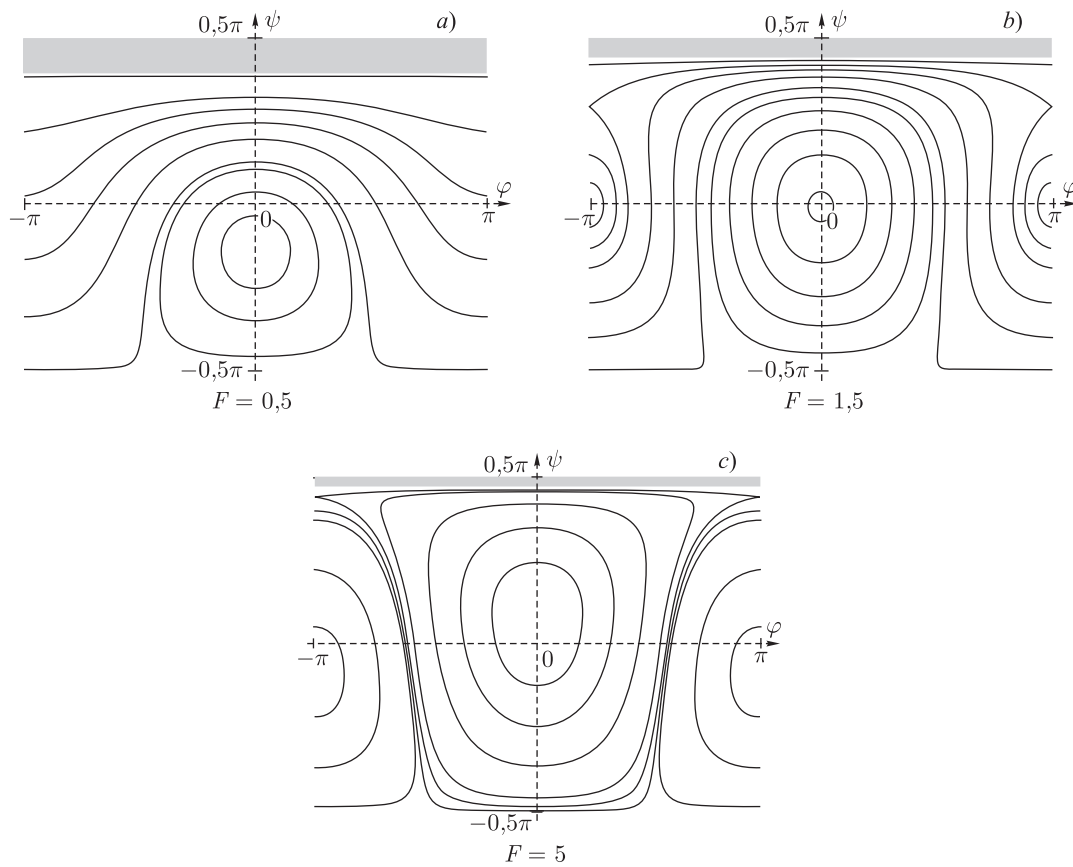 a)
0,5π ψ
φ
−π 0 π
−0,5π
F = 0,5
b)
0,5π ψ
φ
−π 0 π
−0,5π
F = 1,5
c)
0,5π ψ
φ
−π 0 π
−0,5π
F = 5